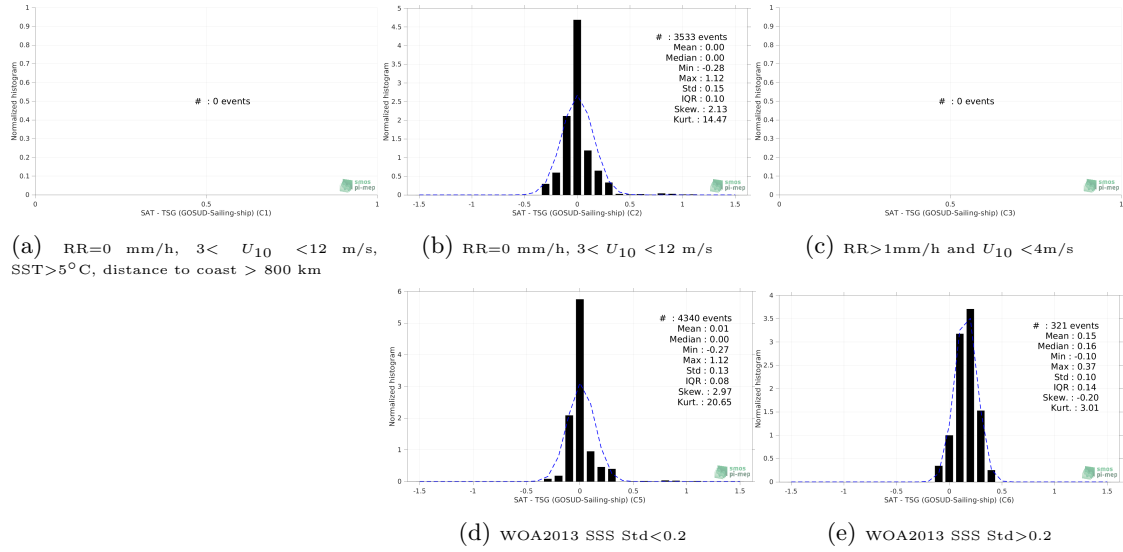 Normalized histogram
1
0.9
0.8
0.7
0.6
0.5
0.4
0.3
0.2
0.1
0
# : 0 events
0
0.5
1
SAT - TSG (GOSUD-Sailing-ship) (C1)
smos
pi-mep
(a) RR=0 mm/h, 3< U10 <12 m/s,
SST>5°C, distance to coast > 800 km
Normalized histogram
5
4.5
4
3.5
3
2.5
2
1.5
1
0.5
0
# : 3533 events
Mean : 0.00
Median : 0.00
Min : -0.28
Max : 1.12
Std : 0.15
IQR : 0.10
Skew. : 2.13
Kurt. : 14.47
-1.5
-1
-0.5
0
0.5
1
1.5
SAT - TSG (GOSUD-Sailing-ship) (C2)
smos
pi-mep
(b) RR=0 mm/h, 3< U10 <12 m/s
Normalized histogram
1
0.9
0.8
0.7
0.6
0.5
0.4
0.3
0.2
0.1
0
# : 0 events
0
0.5
1
SAT - TSG (GOSUD-Sailing-ship) (C3)
smos
pi-mep
(c) RR>1mm/h and U10 <4m/s
Normalized histogram
6
5
4
3
2
1
0
# : 4340 events
Mean : 0.01
Median : 0.00
Min : -0.27
Max : 1.12
Std : 0.13
IQR : 0.08
Skew. : 2.97
Kurt. : 20.65
-1.5
-1
-0.5
0
0.5
1
1.5
SAT - TSG (GOSUD-Sailing-ship) (C5)
smos
pi-mep
(d) WOA2013 SSS Std<0.2
Normalized histogram
4
3.5
3
2.5
2
1.5
1
0.5
0
# : 321 events
Mean : 0.15
Median : 0.16
Min : -0.10
Max : 0.37
Std : 0.10
IQR : 0.14
Skew. : -0.20
Kurt. : 3.01
-1.5
-1
-0.5
0
0.5
1
1.5
SAT - TSG (GOSUD-Sailing-ship) (C6)
smos
pi-mep
(e) WOA2013 SSS Std>0.2